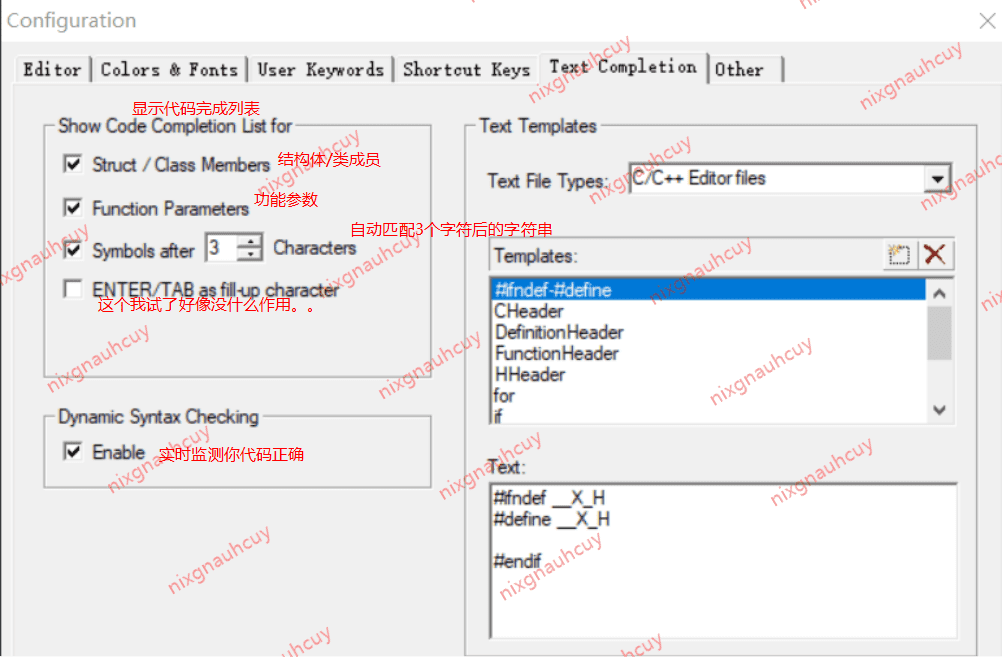 Configuration
Editor
Colors & Fonts
User Keywords
Shortcut Keys
Text Completion
Other
显示代码完成列表
Show Code Completion List for
Struct / Class Members 结构体/类成员
Function Parameters 功能参数
自动匹配3个字符后的字符串
Symbols after 3 Characters
ENTER/TAB as fill-up character
这个我试了好像没什么作用。。
Dynamic Syntax Checking
Enable 实时监测你代码正确
Text Templates
Text File Types: C/C++ Editor files
Templates:
#ifndef-#define
CHeader
DefinitionHeader
FunctionHeader
HHeader
for
if
Text:
#ifndef __X_H
#define __X_H
#endif
nixgnauhcuy